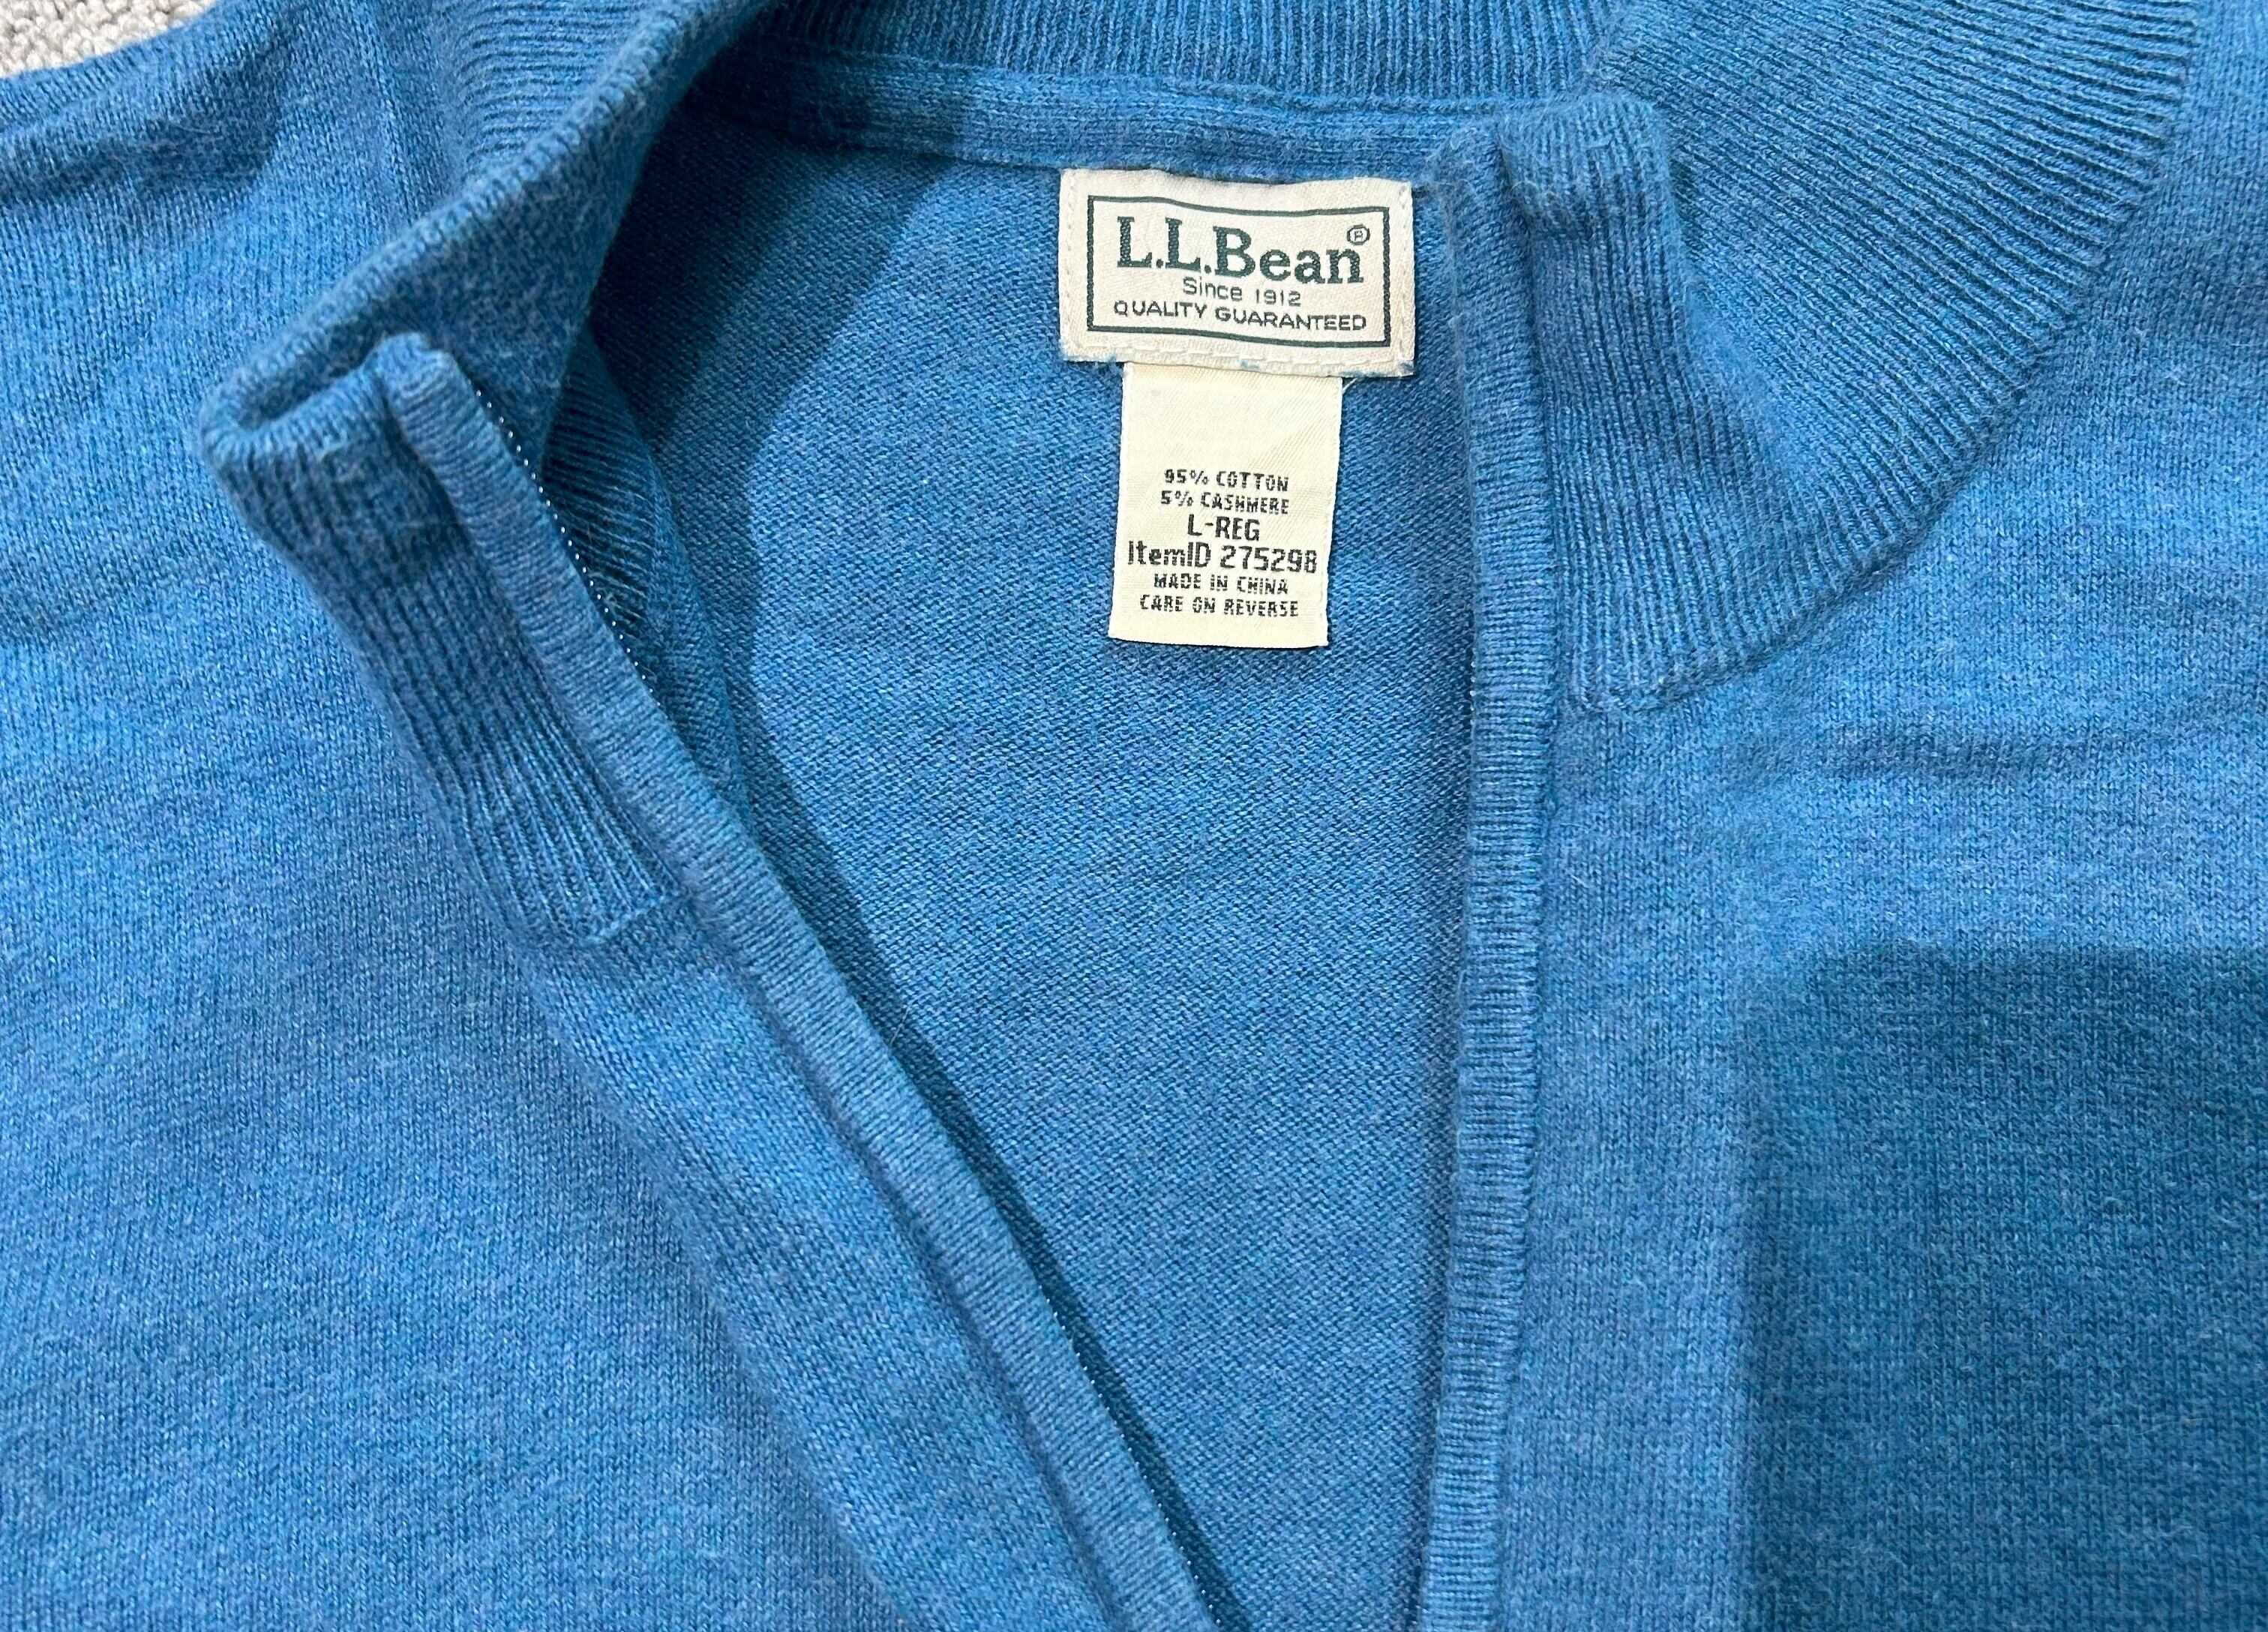 L.L.Bean®
Since 1912
QUALITY GUARANTEED
95% COTTON
5% CASHMERE
L-REG
ItemID 275298
MADE IN CHINA
CARE ON REVERSE